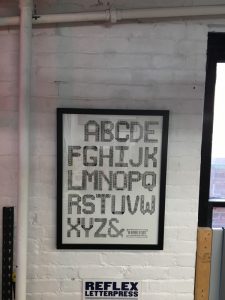 ABCDE
FGHIJK
LMNOPQ
RSTUVW
XYZ&
REFLEX
LETTERPRESS